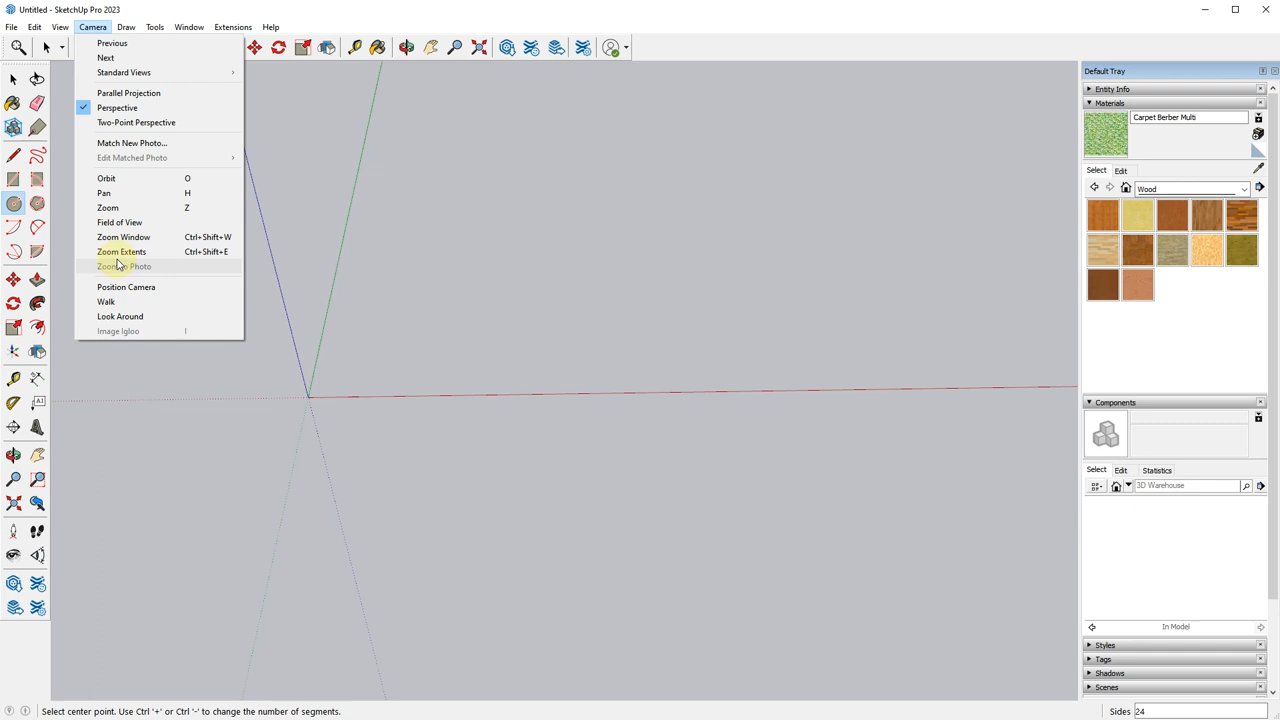 Untitled - SketchUp Pro 2023
File Edit View Camera Draw Tools Window Extensions Help
Previous
Next
Standard Views
Parallel Projection
Perspective
Two-Point Perspective
Match New Photo...
Edit Matched Photo
Orbit O
Pan H
Zoom Z
Field of View
Zoom Window Ctrl+Shift+W
Zoom Extents Ctrl+Shift+E
Zoom to Photo
Position Camera
Walk
Look Around
Image Igloo I
Default Tray
Entity Info
Materials
Carpet Berber Multi
Select Edit
Wood
Components
Select Edit Statistics
3D Warehouse
In Model
Styles
Tags
Shadows
Scenes
Select center point. Use Ctrl '+' or Ctrl '-' to change the number of segments.
Sides 24